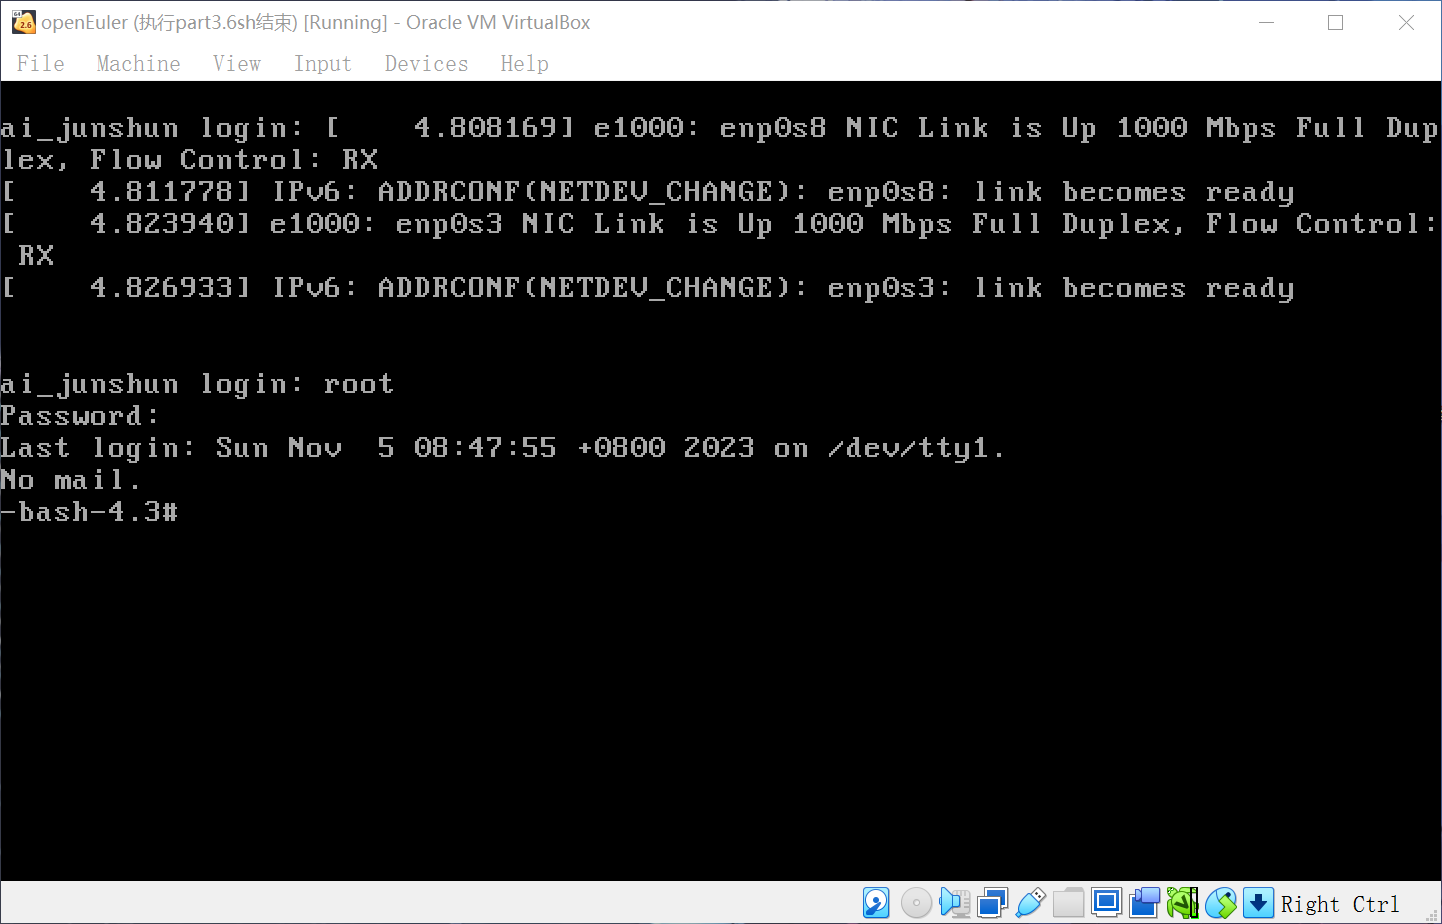 openEuler (执行part3.6sh结束) [Running] - Oracle VM VirtualBox
File Machine View Input Devices Help
ai_junshun login: [    4.808169] e1000: enp0s8 NIC Link is Up 1000 Mbps Full Dup
lex, Flow Control: RX
[    4.811778] IPv6: ADDRCONF(NETDEV_CHANGE): enp0s8: link becomes ready
[    4.823940] e1000: enp0s3 NIC Link is Up 1000 Mbps Full Duplex, Flow Control:
 RX
[    4.826933] IPv6: ADDRCONF(NETDEV_CHANGE): enp0s3: link becomes ready
ai_junshun login: root
Password:
Last login: Sun Nov  5 08:47:55 +0800 2023 on /dev/tty1.
No mail.
-bash-4.3#
Right Ctrl